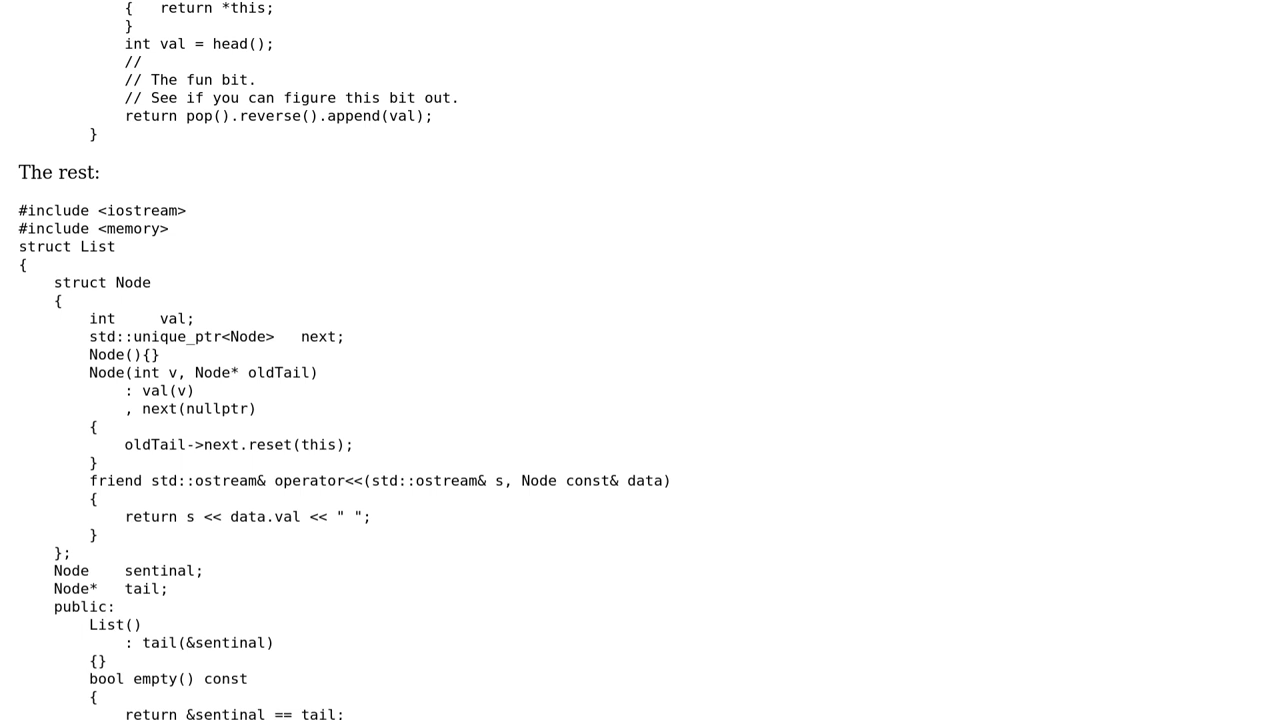 {   return *this;
            }
            int val = head();
            //
            // The fun bit.
            // See if you can figure this bit out.
            return pop().reverse().append(val);
        }
The rest:
#include <iostream>
#include <memory>
struct List
{
    struct Node
    {
        int     val;
        std::unique_ptr<Node>   next;
        Node(){}
        Node(int v, Node* oldTail)
            : val(v)
            , next(nullptr)
        {
            oldTail->next.reset(this);
        }
        friend std::ostream& operator<<(std::ostream& s, Node const& data)
        {
            return s << data.val << " ";
        }
    };
    Node    sentinal;
    Node*   tail;
    public:
        List()
            : tail(&sentinal)
        {}
        bool empty() const
        {
            return &sentinal == tail;